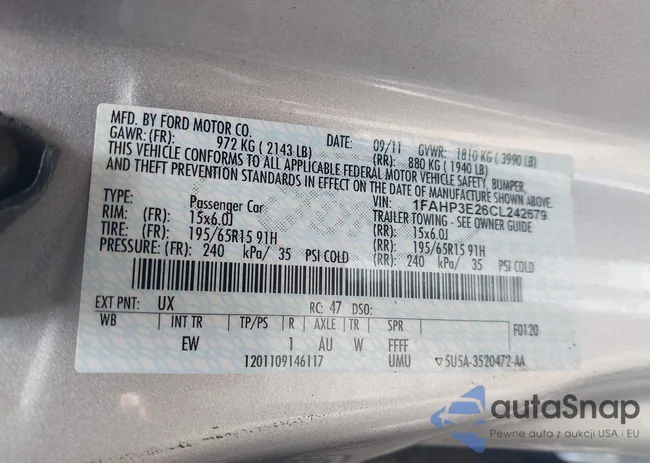 MFD. BY FORD MOTOR CO.
DATE: 09/11 GVWR: 1810 KG ( 3990 LB)
GAWR: (FR): 972 KG ( 2143 LB) (RR): 880 KG ( 1940 LB)
THIS VEHICLE CONFORMS TO ALL APPLICABLE FEDERAL MOTOR VEHICLE SAFETY, BUMPER,
AND THEFT PREVENTION STANDARDS IN EFFECT ON THE DATE OF MANUFACTURE SHOWN ABOVE.
VIN: 1FAHP3E26CL242679
TYPE: Passenger Car TRAILER TOWING - SEE OWNER GUIDE
RIM: (FR): 15x6.0J (RR): 15x6.0J
TIRE: (FR): 195/65R15 91H (RR): 195/65R15 91H
PRESSURE: (FR): 240 kPa/ 35 PSI COLD (RR): 240 kPa/ 35 PSI COLD
EXT PNT: UX RC: 47 DSO:
WB INT TR TP/PS R AXLE TR SPR F0120
EW 1 AU W FFFF
1201109146117 UMU ▽ 5U5A-3520472-AA
autaSnap
Pewne auta z aukcji USA i EU